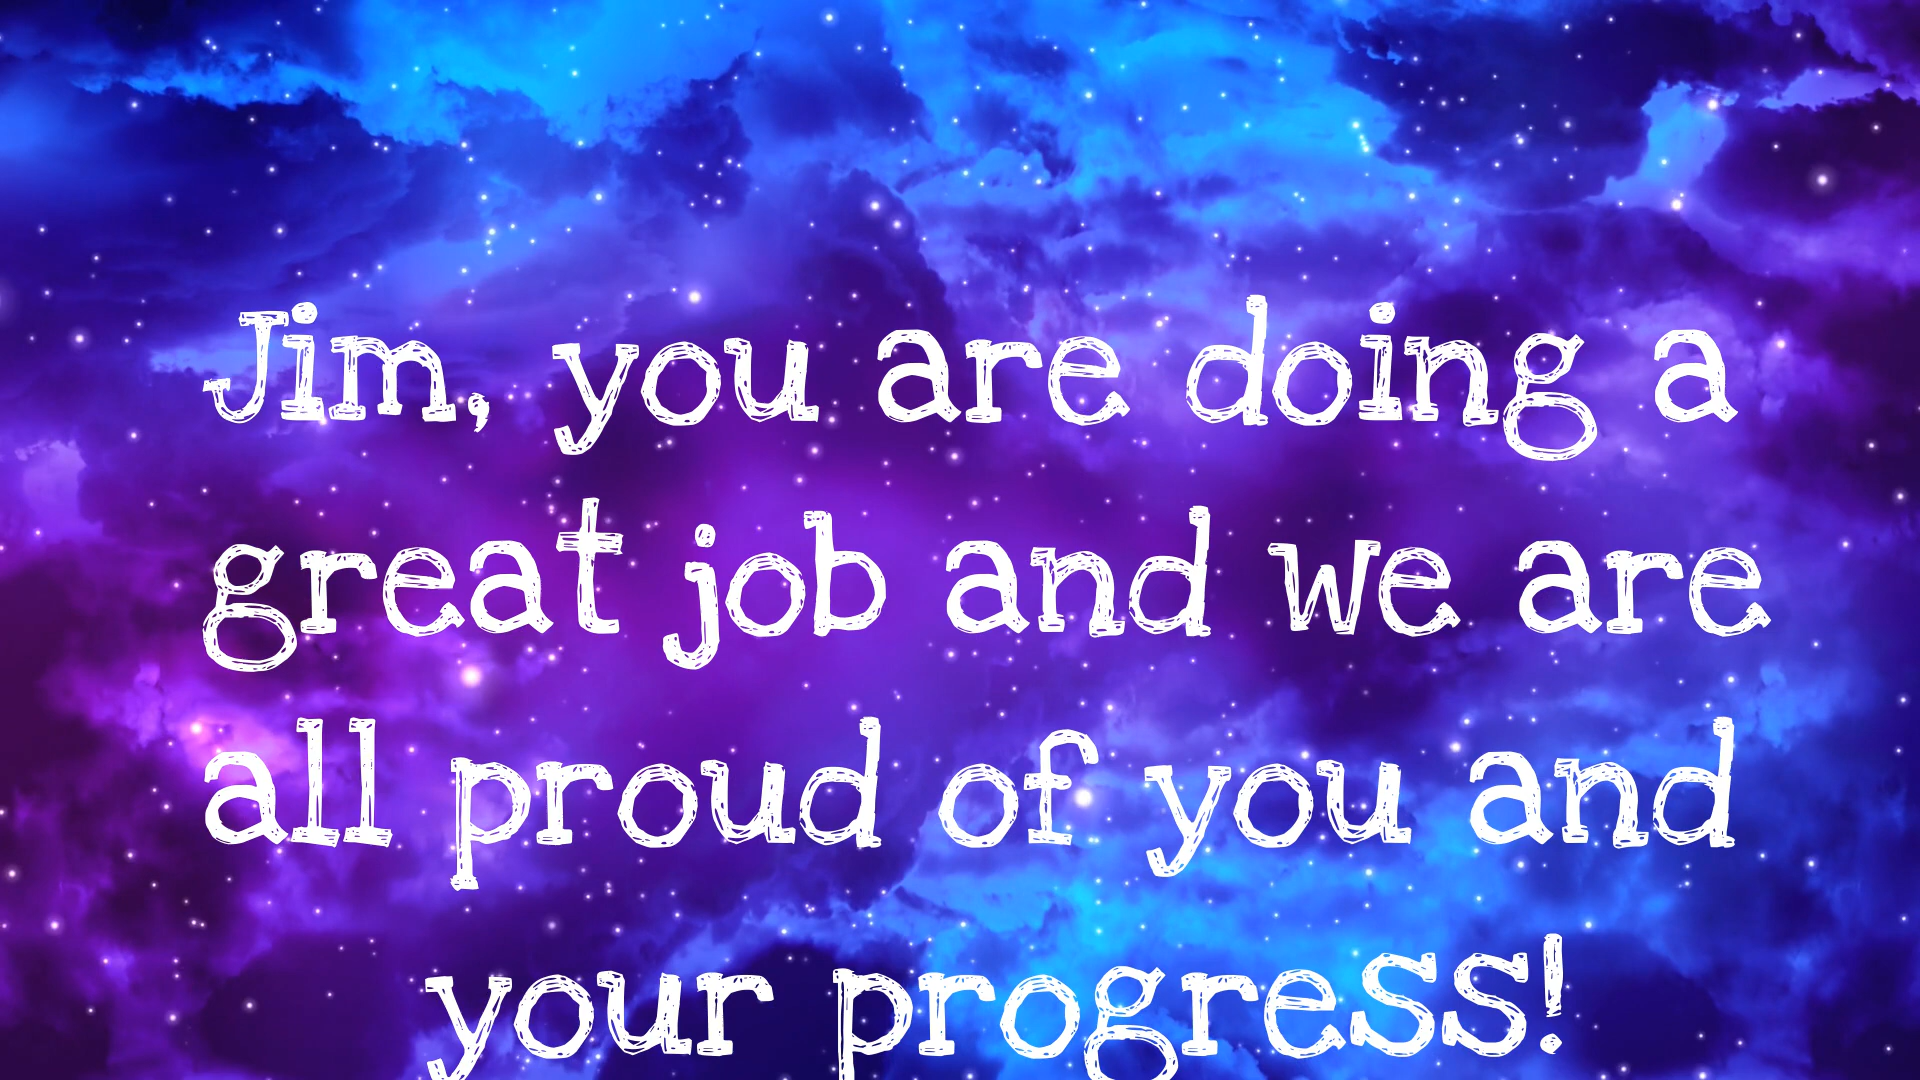 Jim, you are doing a
great job and we are
all proud of you and
your progress!